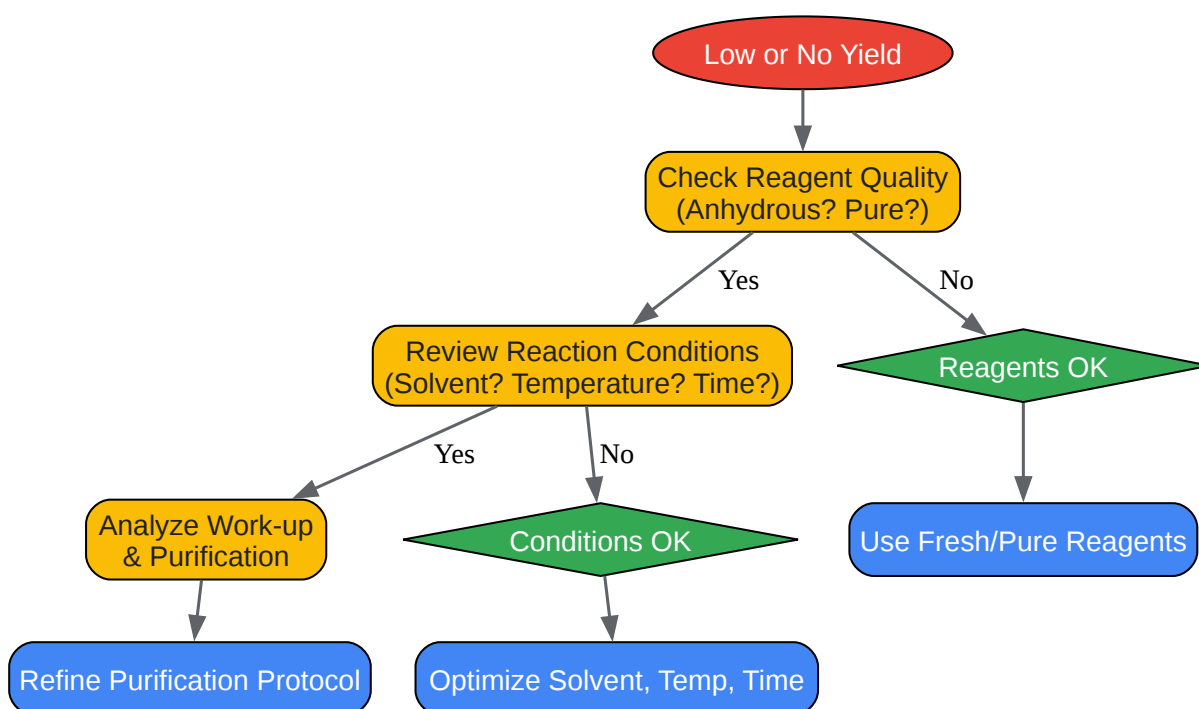 Low or No Yield
Check Reagent Quality
(Anhydrous? Pure?)
Yes
No
Review Reaction Conditions
(Solvent? Temperature? Time?)
Reagents OK
Yes
No
Analyze Work-up
& Purification
Conditions OK
Use Fresh/Pure Reagents
Refine Purification Protocol
Optimize Solvent, Temp, Time